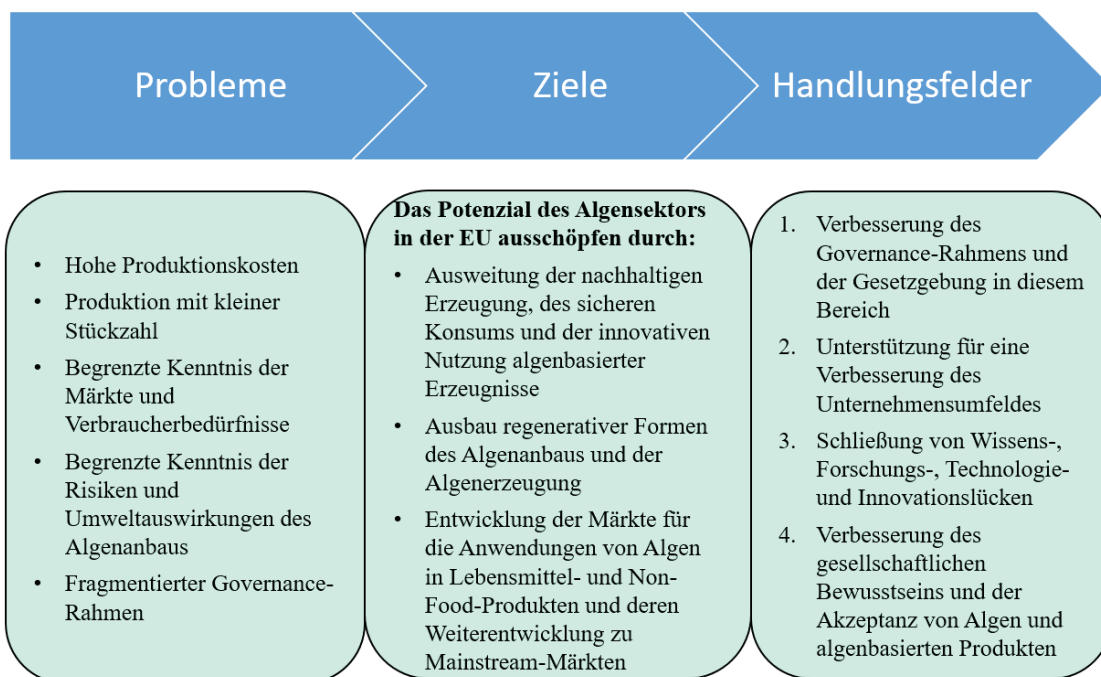 Probleme
Ziele
Handlungsfelder
• Hohe Produktionskosten
• Produktion mit kleiner
Stückzahl
• Begrenzte Kenntnis der
Märkte und
Verbraucherbedürfnisse
• Begrenzte Kenntnis der
Risiken und
Umweltauswirkungen des
Algenanbaus
• Fragmentierter Governance-
Rahmen
Das Potenzial des Algensektors
in der EU ausschöpfen durch:
• Ausweitung der nachhaltigen
Erzeugung, des sicheren
Konsums und der innovativen
Nutzung algenbasierter
Erzeugnisse
• Ausbau regenerativer Formen
des Algenanbaus und der
Algenerzeugung
• Entwicklung der Märkte für
die Anwendungen von Algen
in Lebensmittel- und Non-
Food-Produkten und deren
Weiterentwicklung zu
Mainstream-Märkten
1. Verbesserung des
Governance-Rahmens und
der Gesetzgebung in diesem
Bereich
2. Unterstützung für eine
Verbesserung des
Unternehmensumfeldes
3. Schließung von Wissens-,
Forschungs-, Technologie-
und Innovationslücken
4. Verbesserung des
gesellschaftlichen
Bewusstseins und der
Akzeptanz von Algen und
algenbasierten Produkten